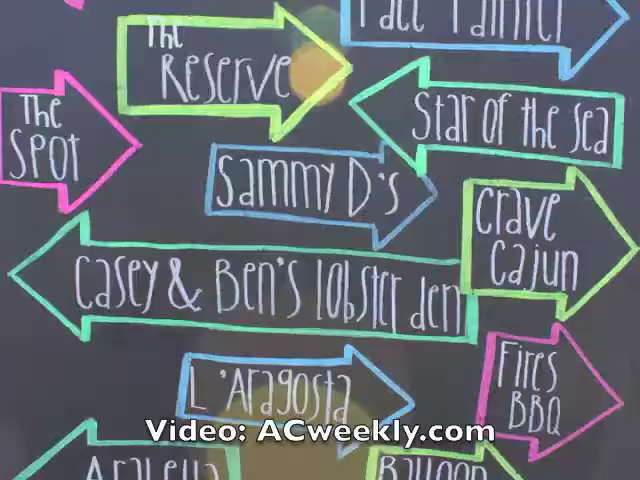 The
Reserve
Star of the Sea
The
Spot
Sammy D's
Crave
Cajun
Casey & Ben's Lobster den
L'Aragosta
Fires
BBQ
Video: ACweekly.com